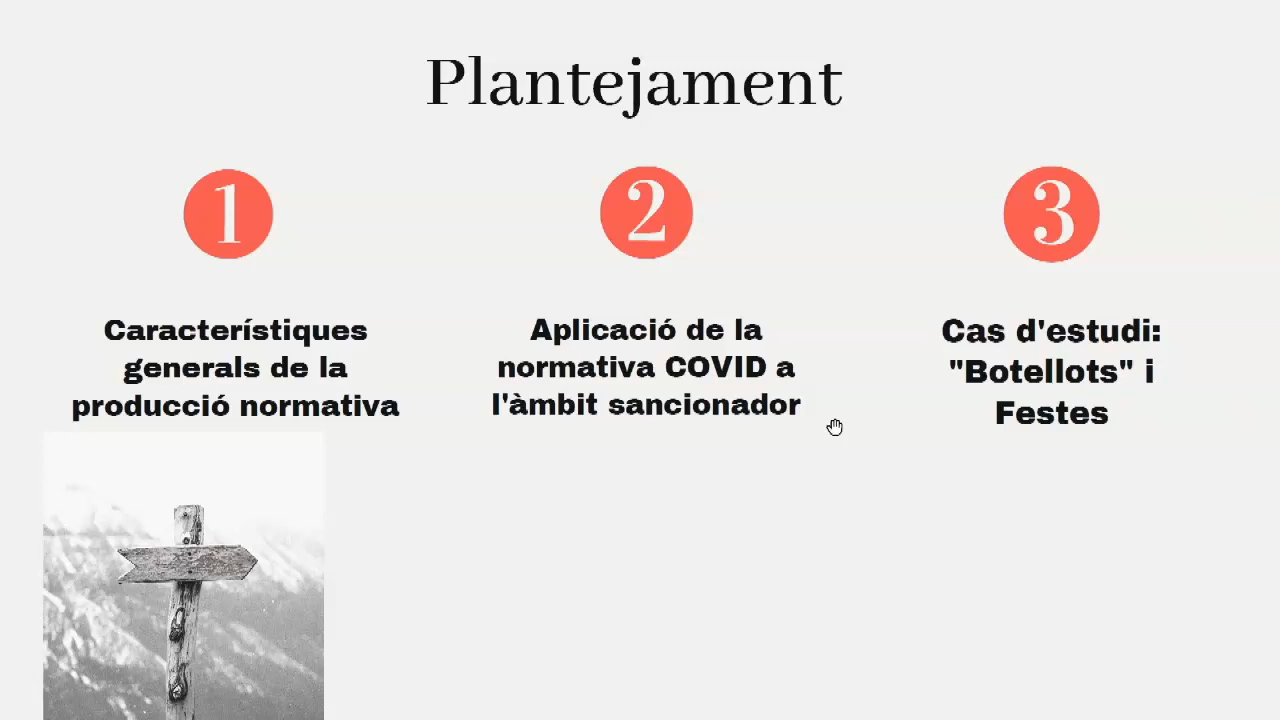 Plantejament
1
2
3
Característiques
generals de la
producció normativa
Aplicació de la
normativa COVID a
l'àmbit sancionador
Cas d'estudi:
"Botellots" i
Festes